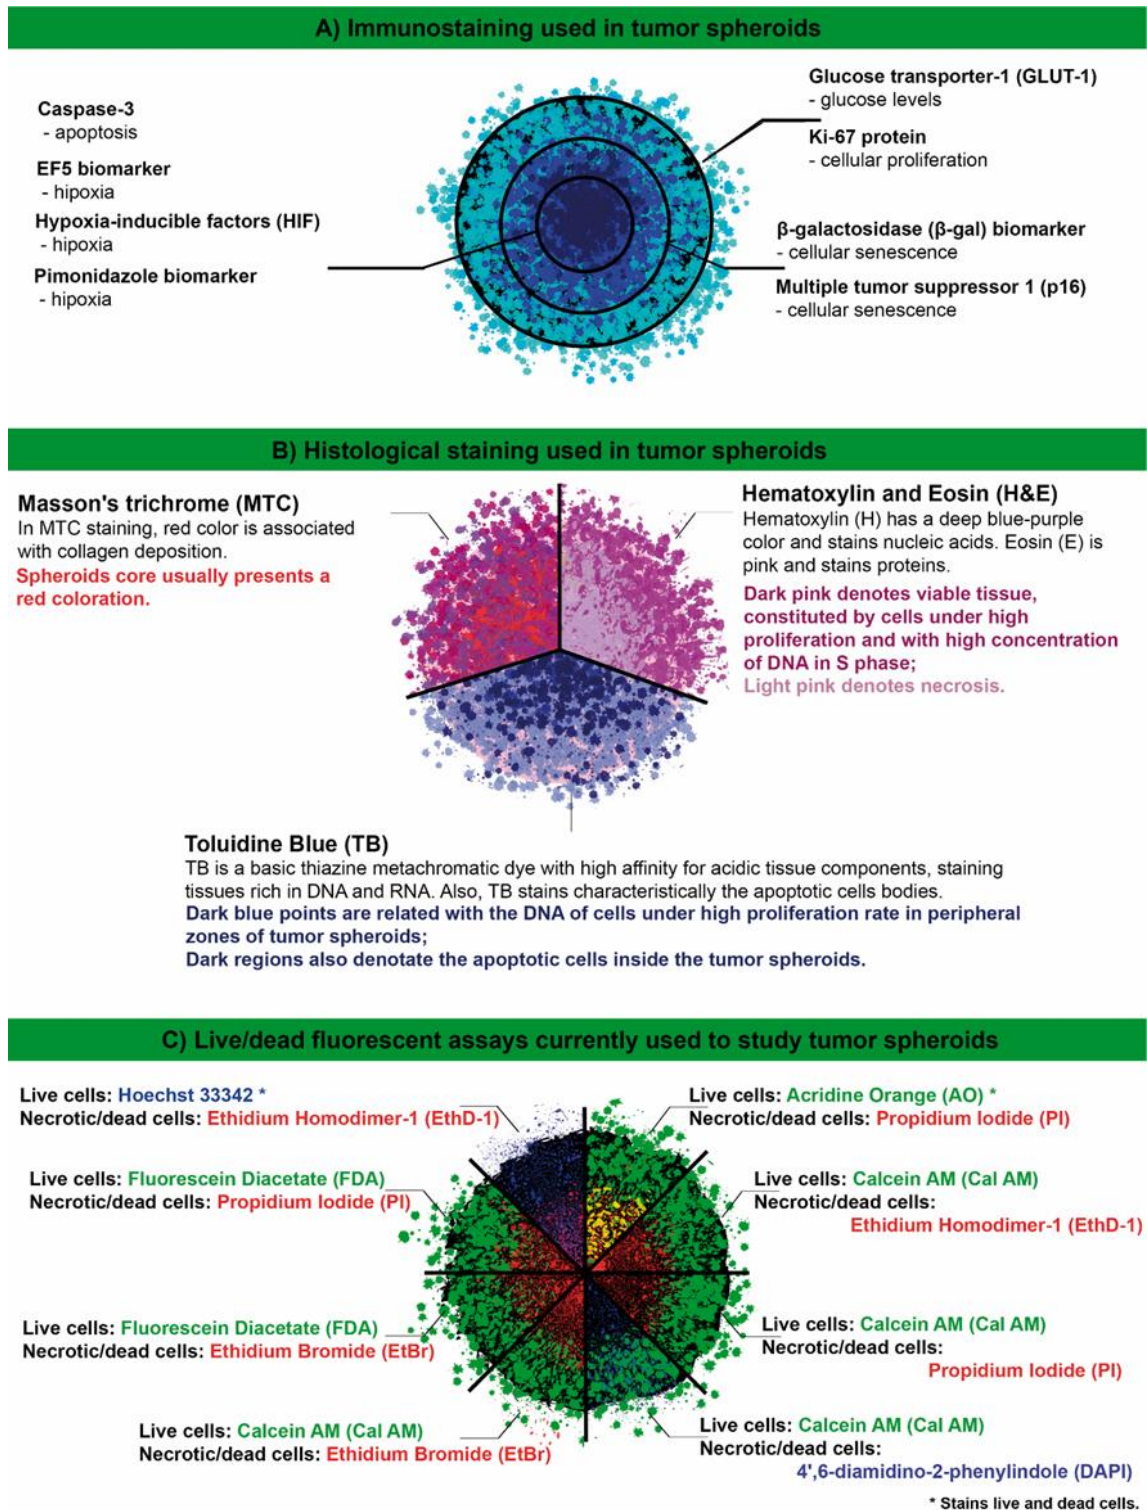 A) Immunostaining used in tumor spheroids
Caspase-3
- apoptosis
EF5 biomarker
- hipoxia
Hypoxia-inducible factors (HIF)
- hipoxia
Pimonidazole biomarker
- hipoxia
Glucose transporter-1 (GLUT-1)
- glucose levels
Ki-67 protein
- cellular proliferation
β-galactosidase (β-gal) biomarker
- cellular senescence
Multiple tumor suppressor 1 (p16)
- cellular senescence
B) Histological staining used in tumor spheroids
Masson's trichrome (MTC)
In MTC staining, red color is associated
with collagen deposition.
Spheroids core usually presents a
red coloration.
Hematoxylin and Eosin (H&E)
Hematoxylin (H) has a deep blue-purple
color and stains nucleic acids. Eosin (E) is
pink and stains proteins.
Dark pink denotes viable tissue,
constituted by cells under high
proliferation and with high concentration
of DNA in S phase;
Light pink denotes necrosis.
Toluidine Blue (TB)
TB is a basic thiazine metachromatic dye with high affinity for acidic tissue components, staining
tissues rich in DNA and RNA. Also, TB stains characteristically the apoptotic cells bodies.
Dark blue points are related with the DNA of cells under high proliferation rate in peripheral
zones of tumor spheroids;
Dark regions also denotate the apoptotic cells inside the tumor spheroids.
C) Live/dead fluorescent assays currently used to study tumor spheroids
Live cells: Hoechst 33342 *
Necrotic/dead cells: Ethidium Homodimer-1 (EthD-1)
Live cells: Fluorescein Diacetate (FDA)
Necrotic/dead cells: Propidium Iodide (PI)
Live cells: Fluorescein Diacetate (FDA)
Necrotic/dead cells: Ethidium Bromide (EtBr)
Live cells: Calcein AM (Cal AM)
Necrotic/dead cells: Ethidium Bromide (EtBr)
Live cells: Acridine Orange (AO) *
Necrotic/dead cells: Propidium Iodide (PI)
Live cells: Calcein AM (Cal AM)
Necrotic/dead cells:
Ethidium Homodimer-1 (EthD-1)
Live cells: Calcein AM (Cal AM)
Necrotic/dead cells:
Propidium Iodide (PI)
Live cells: Calcein AM (Cal AM)
Necrotic/dead cells:
4',6-diamidino-2-phenylindole (DAPI)
* Stains live and dead cells.